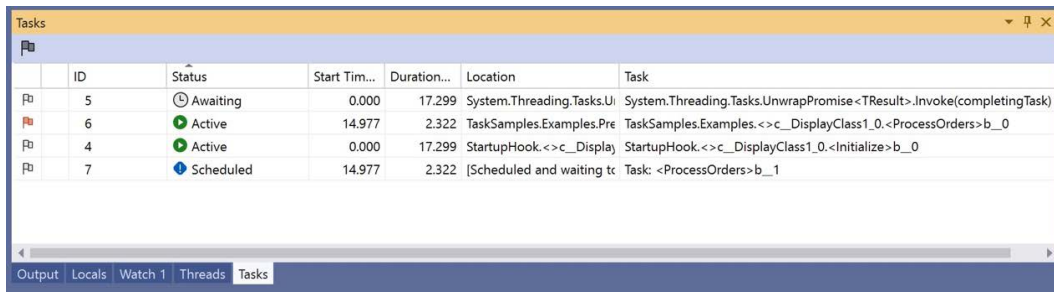 Tasks
ID Status Start Tim... Duration... Location Task
5 Awaiting 0.000 17.299 System.Threading.Tasks.Un System.Threading.Tasks.UnwrapPromise<TResult>.Invoke(completingTask)
6 Active 14.977 2.322 TaskSamples.Examples.Pre TaskSamples.Examples.<>c__DisplayClass1_0.<ProcessOrders>b__0
4 Active 0.000 17.299 StartupHook.<>c__Display StartupHook.<>c__DisplayClass1_0.<Initialize>b__0
7 Scheduled 14.977 2.322 [Scheduled and waiting to Task: <ProcessOrders>b__1
Output Locals Watch 1 Threads Tasks